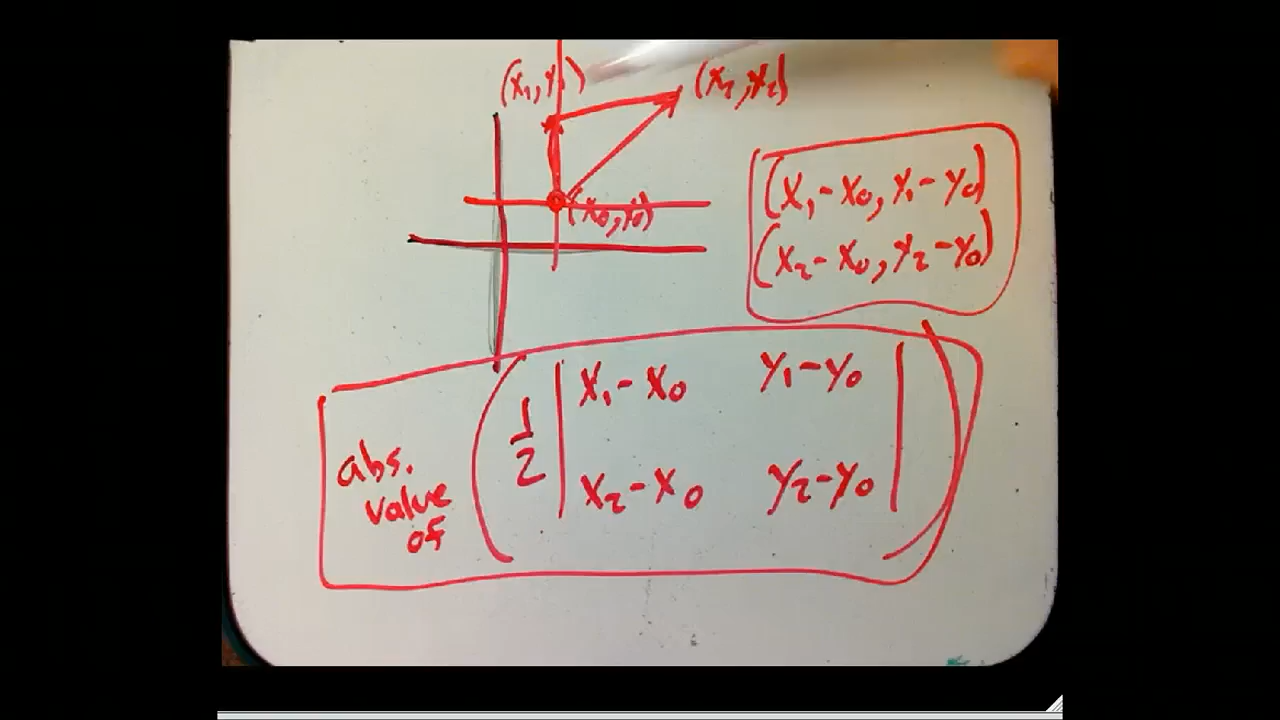 (x₁, y₁)
(x₂, x₂)
(x₀, y₀)
(x₁-x₀, y₁-y₀)
(x₂-x₀, y₂-y₀)
abs. value of
( 1/2 | x₁-x₀ y₁-y₀ |
| x₂-x₀ y₂-y₀ | )